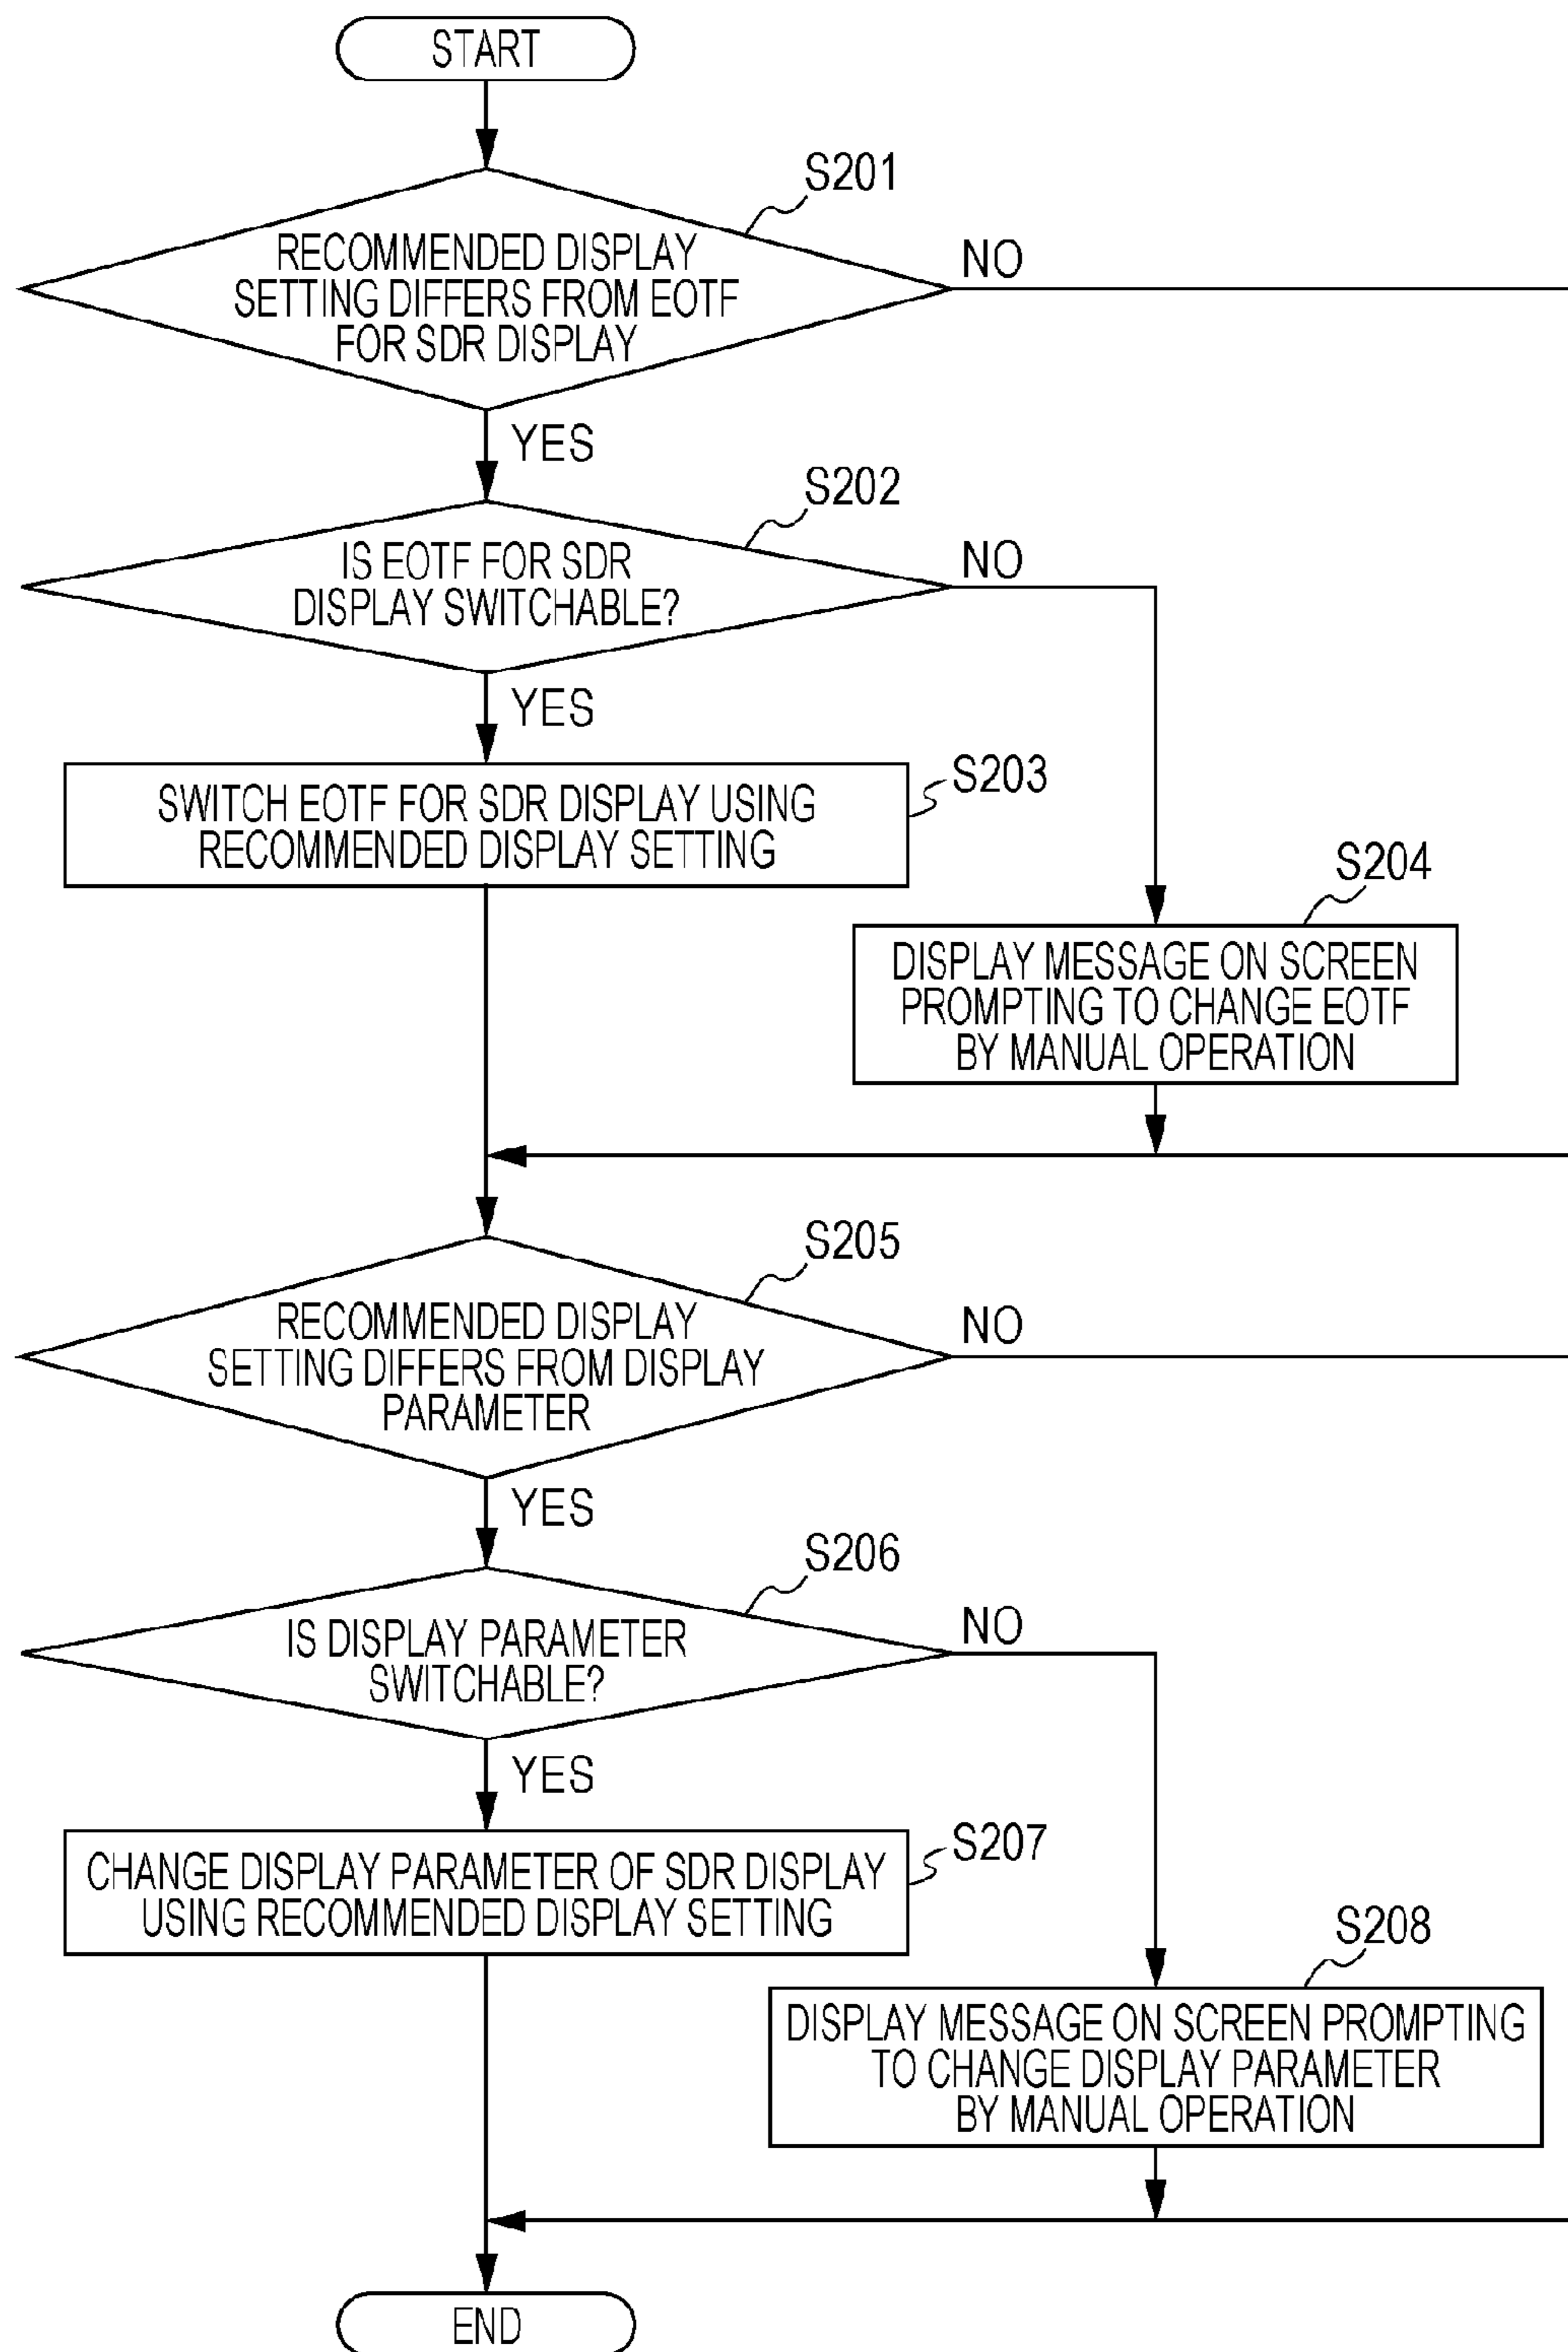 START
S201
RECOMMENDED DISPLAY
SETTING DIFFERS FROM EOTF
FOR SDR DISPLAY
NO
YES
S202
IS EOTF FOR SDR
DISPLAY SWITCHABLE?
NO
YES
S203
SWITCH EOTF FOR SDR DISPLAY USING
RECOMMENDED DISPLAY SETTING
S204
DISPLAY MESSAGE ON SCREEN
PROMPTING TO CHANGE EOTF
BY MANUAL OPERATION
S205
RECOMMENDED DISPLAY
SETTING DIFFERS FROM DISPLAY
PARAMETER
NO
YES
S206
IS DISPLAY PARAMETER
SWITCHABLE?
NO
YES
S207
CHANGE DISPLAY PARAMETER OF SDR DISPLAY
USING RECOMMENDED DISPLAY SETTING
S208
DISPLAY MESSAGE ON SCREEN PROMPTING
TO CHANGE DISPLAY PARAMETER
BY MANUAL OPERATION
END